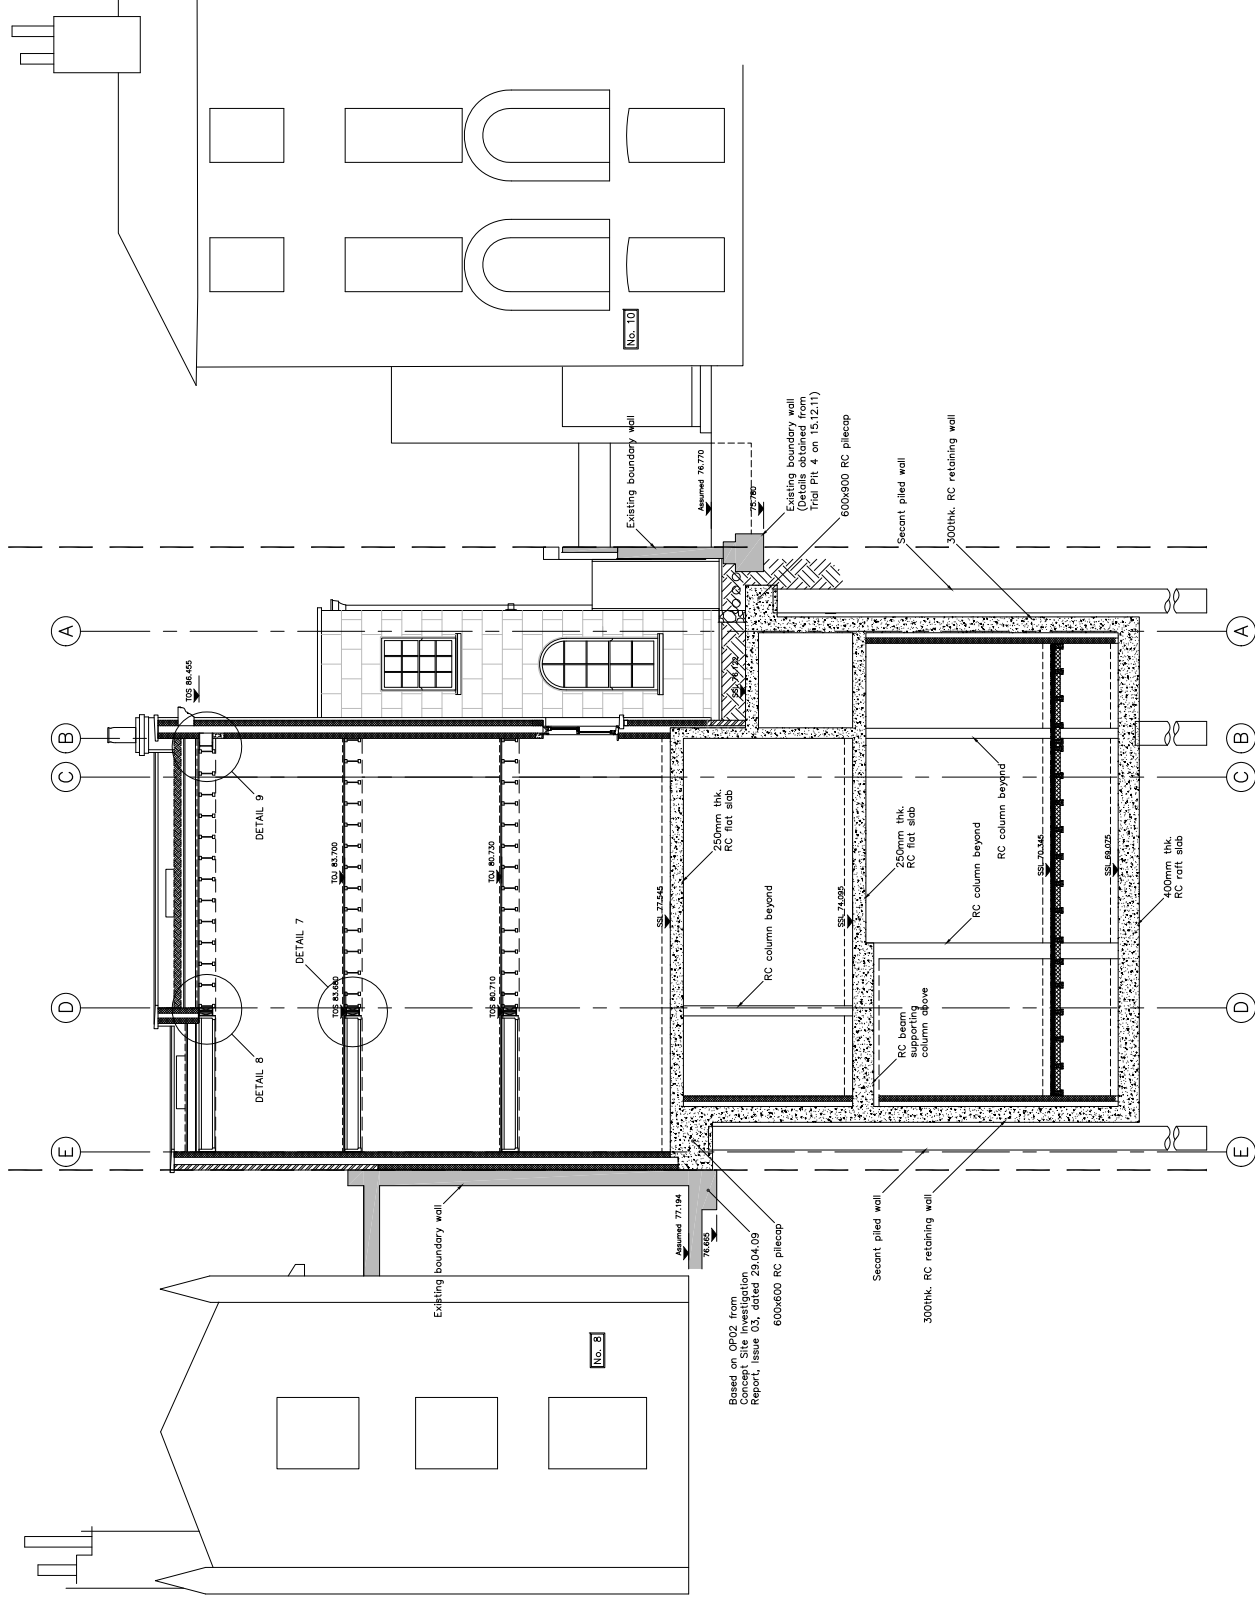 No. 10
Existing boundary wall
Assumed 76.770
75.780
Existing boundary wall
(Details obtained from
Trial Pit 4 on 15.12.11)
600x900 RC pilecap
Secant piled wall
300thk. RC retaining wall
A
A
TOS 86.455
B
B
C
C
DETAIL 9
TOJ 83.700
TOJ 80.730
250mm thk.
RC flat slab
SSL 77.545
SSL 74.095
250mm thk.
RC flat slab
RC column beyond
RC column beyond
SSL 70.345
SSL 69.075
400mm thk.
RC raft slab
DETAIL 7
RC column beyond
D
D
TOS 83.680
TOS 80.710
DETAIL 8
RC beam
supporting
column above
E
E
Existing boundary wall
Assumed 77.194
76.665
Based on OP02 from
Concept Site Investigation
Report, Issue 03, dated 29.04.09
600x600 RC pilecap
Secant piled wall
300thk. RC retaining wall
No. 8